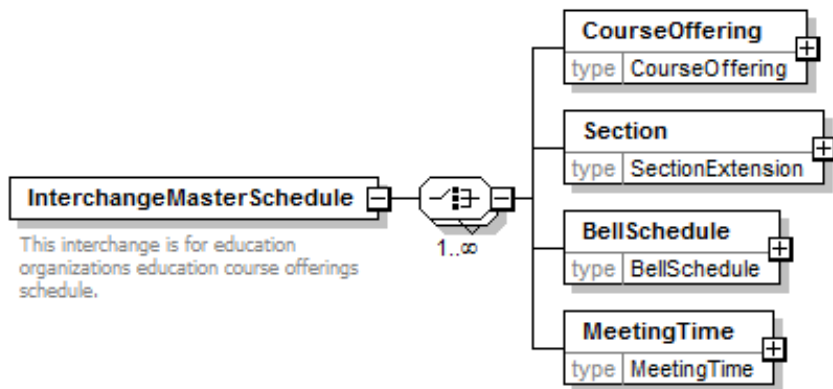 CourseOffering
type CourseOffering
Section
type SectionExtension
InterchangeMasterSchedule
This interchange is for education
organizations education course offerings
schedule.
1..∞
BellSchedule
type BellSchedule
MeetingTime
type MeetingTime